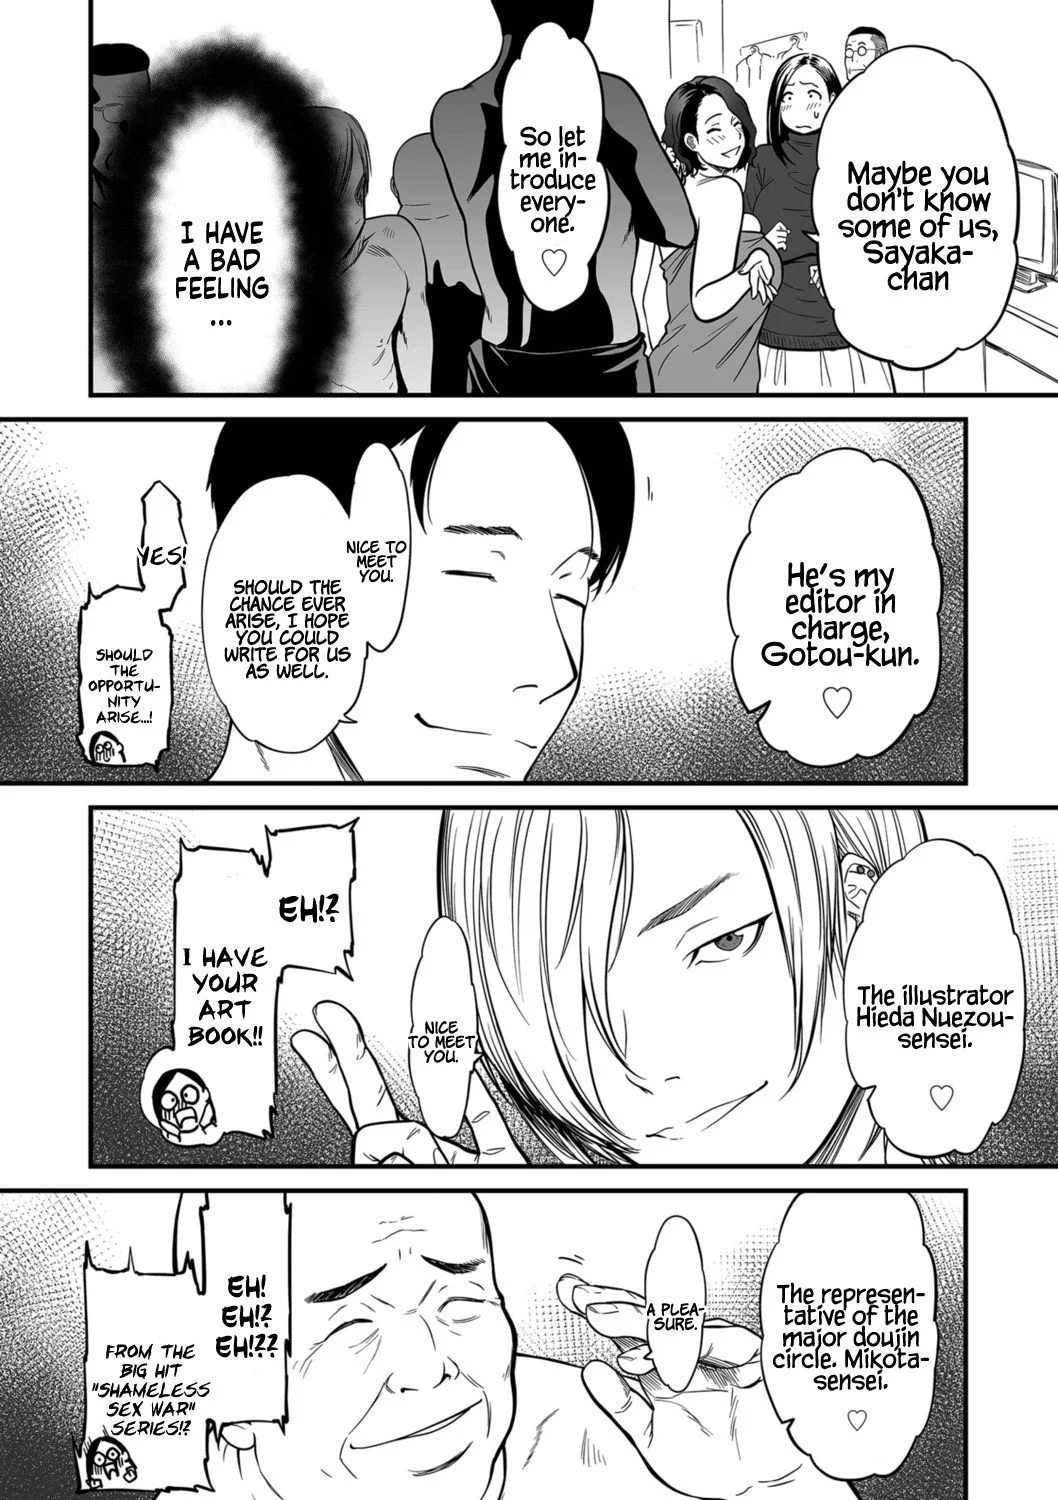 Maybe you
don't know
some of us,
Sayaka-
chan
So let
me in-
troduce
every-
one.
♡
I HAVE
A BAD
FEELING
...
He's my
editor in
charge,
Gotou-kun.
♡
NICE TO
MEET
YOU.
SHOULD THE
CHANCE EVER
ARISE, I HOPE
YOU COULD
WRITE FOR US
AS WELL.
YES!
SHOULD
THE
OPPORTU-
NITY
ARISE...!
The illustrator
Hieda Nuezou-
sensei.
♡
NICE
TO MEET
YOU.
EH!?
I HAVE
YOUR
ART
BOOK!!
The represen-
tative of the
major doujin
circle. Mikota-
sensei.
♡
A PLEA-
SURE.
EH!
EH!?
EH!??
FROM THE
BIG HIT
"SHAMELESS
SEX WAR"
SERIES!?